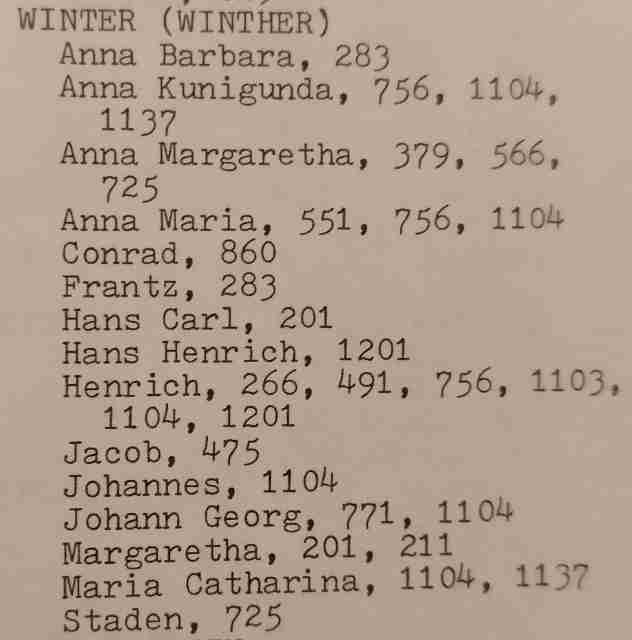 WINTER (WINTHER)
Anna Barbara, 283
Anna Kunigunda, 756, 1104,
1137
Anna Margaretha, 379, 566,
725
Anna Maria, 551, 756, 1104
Conrad, 860
Frantz, 283
Hans Carl, 201
Hans Henrich, 1201
Henrich, 266, 491, 756, 1103,
1104, 1201
Jacob, 475
Johannes, 1104
Johann Georg, 771, 1104
Margaretha, 201, 211
Maria Catharina, 1104, 1137
Staden, 725